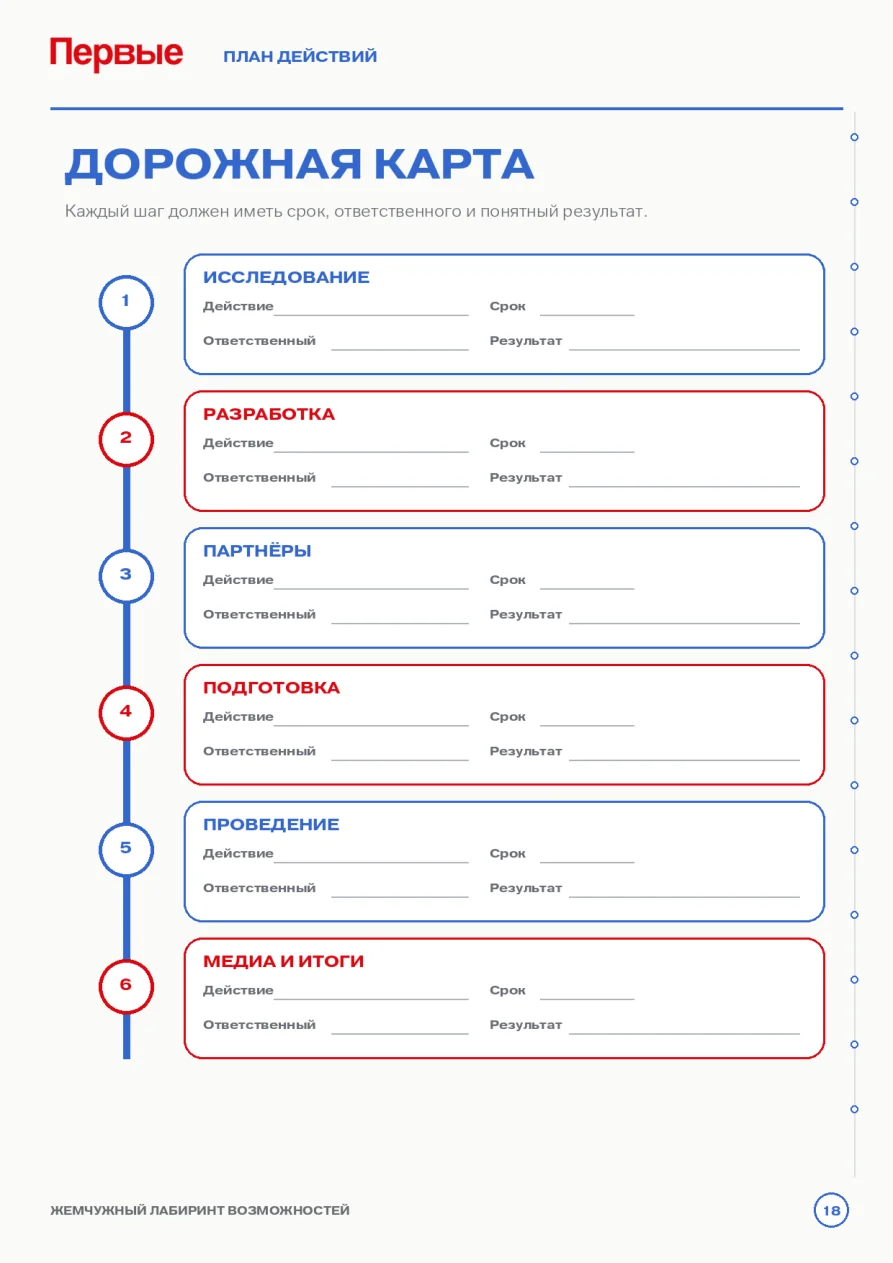 Первые
ПЛАН ДЕЙСТВИЙ
ДОРОЖНАЯ КАРТА
Каждый шаг должен иметь срок, ответственного и понятный результат.
1
ИССЛЕДОВАНИЕ
Действие Срок
Ответственный Результат
2
РАЗРАБОТКА
Действие Срок
Ответственный Результат
3
ПАРТНЁРЫ
Действие Срок
Ответственный Результат
4
ПОДГОТОВКА
Действие Срок
Ответственный Результат
5
ПРОВЕДЕНИЕ
Действие Срок
Ответственный Результат
6
МЕДИА И ИТОГИ
Действие Срок
Ответственный Результат
ЖЕМЧУЖНЫЙ ЛАБИРИНТ ВОЗМОЖНОСТЕЙ
18